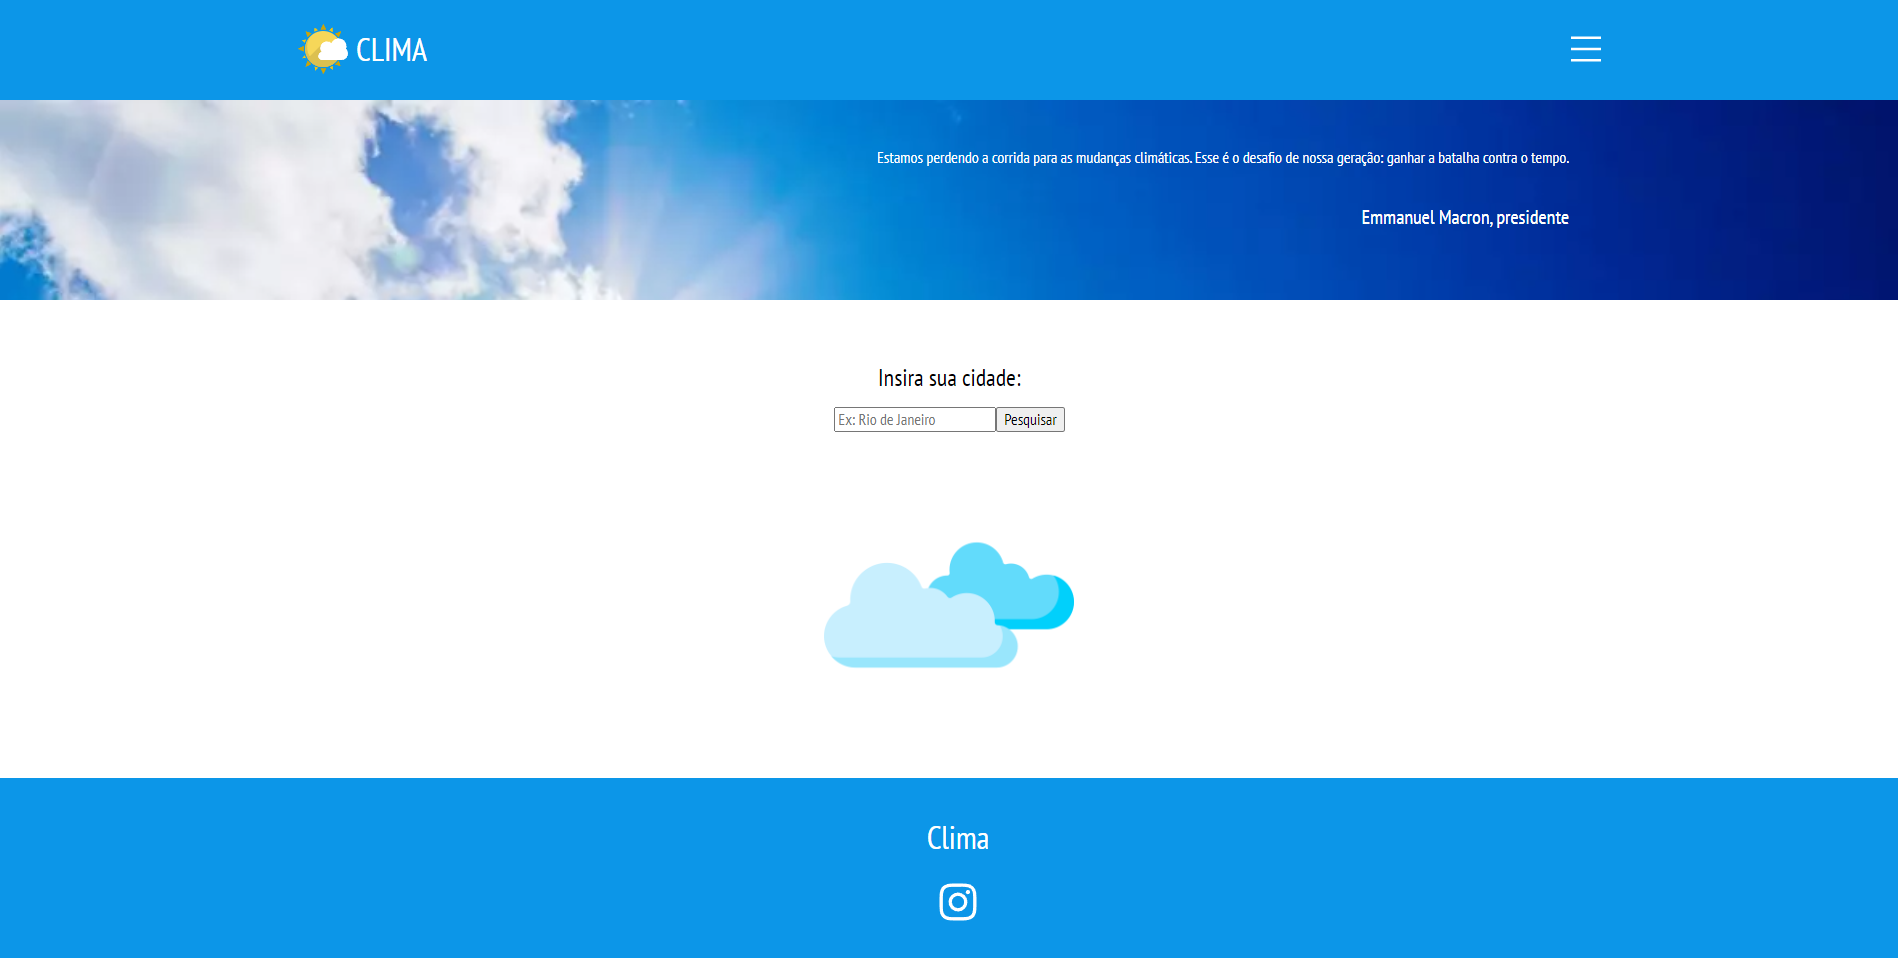 CLIMA
Estamos perdendo a corrida para as mudanças climáticas. Esse é o desafio de nossa geração: ganhar a batalha contra o tempo.
Emmanuel Macron, presidente
Insira sua cidade:
Ex: Rio de Janeiro Pesquisar
Clima